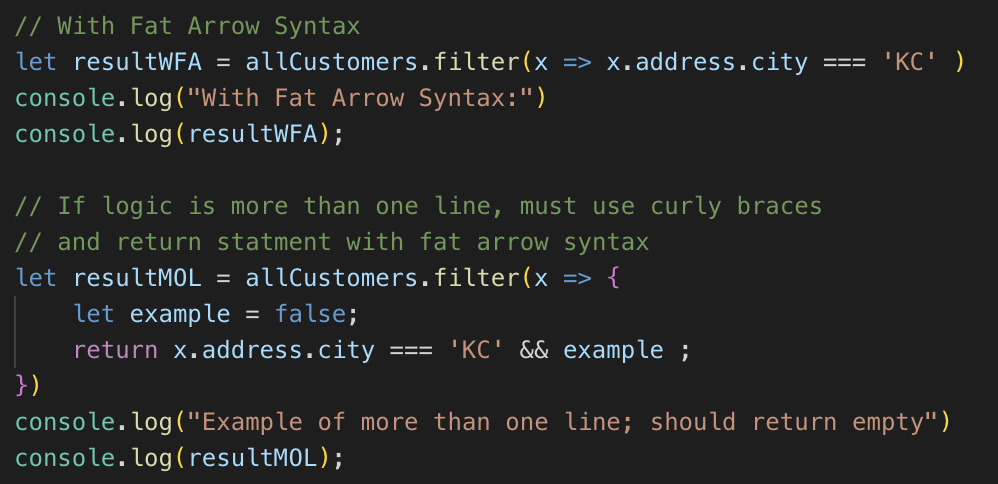 // With Fat Arrow Syntax
let resultWFA = allCustomers.filter(x => x.address.city === 'KC' )
console.log("With Fat Arrow Syntax:")
console.log(resultWFA);

// If logic is more than one line, must use curly braces
// and return statment with fat arrow syntax
let resultMOL = allCustomers.filter(x => {
    let example = false;
    return x.address.city === 'KC' && example ;
})
console.log("Example of more than one line; should return empty")
console.log(resultMOL);